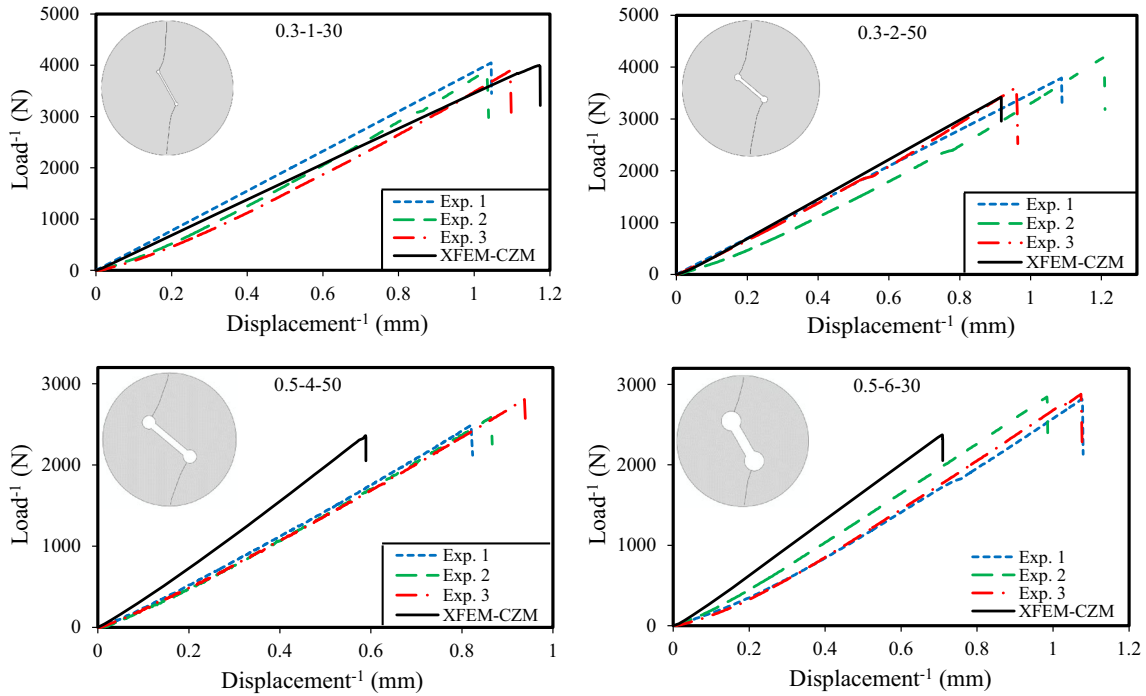 0.3-1-30
Load⁻¹ (N)
5000
4000
3000
2000
1000
0
Exp. 1
Exp. 2
Exp. 3
XFEM-CZM
0 0.2 0.4 0.6 0.8 1 1.2
Displacement⁻¹ (mm)
0.3-2-50
Load⁻¹ (N)
5000
4000
3000
2000
1000
0
Exp. 1
Exp. 2
Exp. 3
XFEM-CZM
0 0.2 0.4 0.6 0.8 1 1.2
Displacement⁻¹ (mm)
0.5-4-50
Load⁻¹ (N)
3000
2000
1000
0
Exp. 1
Exp. 2
Exp. 3
XFEM-CZM
0 0.2 0.4 0.6 0.8 1
Displacement⁻¹ (mm)
0.5-6-30
Load⁻¹ (N)
3000
2000
1000
0
Exp. 1
Exp. 2
Exp. 3
XFEM-CZM
0 0.2 0.4 0.6 0.8 1 1.2
Displacement⁻¹ (mm)